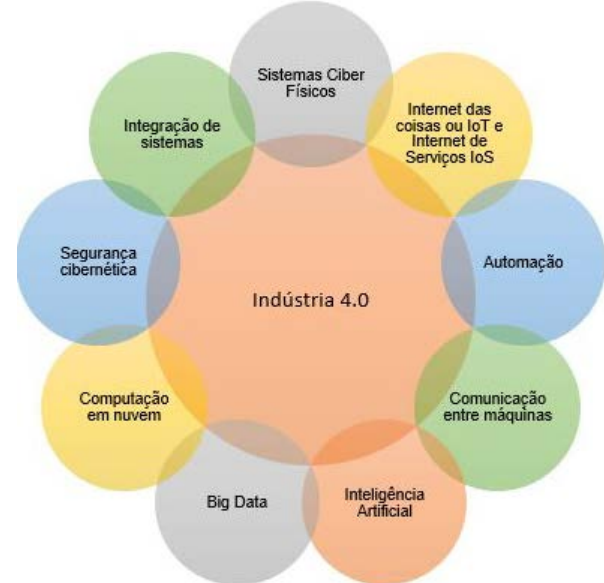 Sistemas Ciber
Físicos
Internet das
coisas ou IoT e
Internet de
Serviços IoS
Automação
Comunicação
entre máquinas
Inteligência
Artificial
Big Data
Computação
em nuvem
Segurança
cibernética
Integração de
sistemas
Indústria 4.0